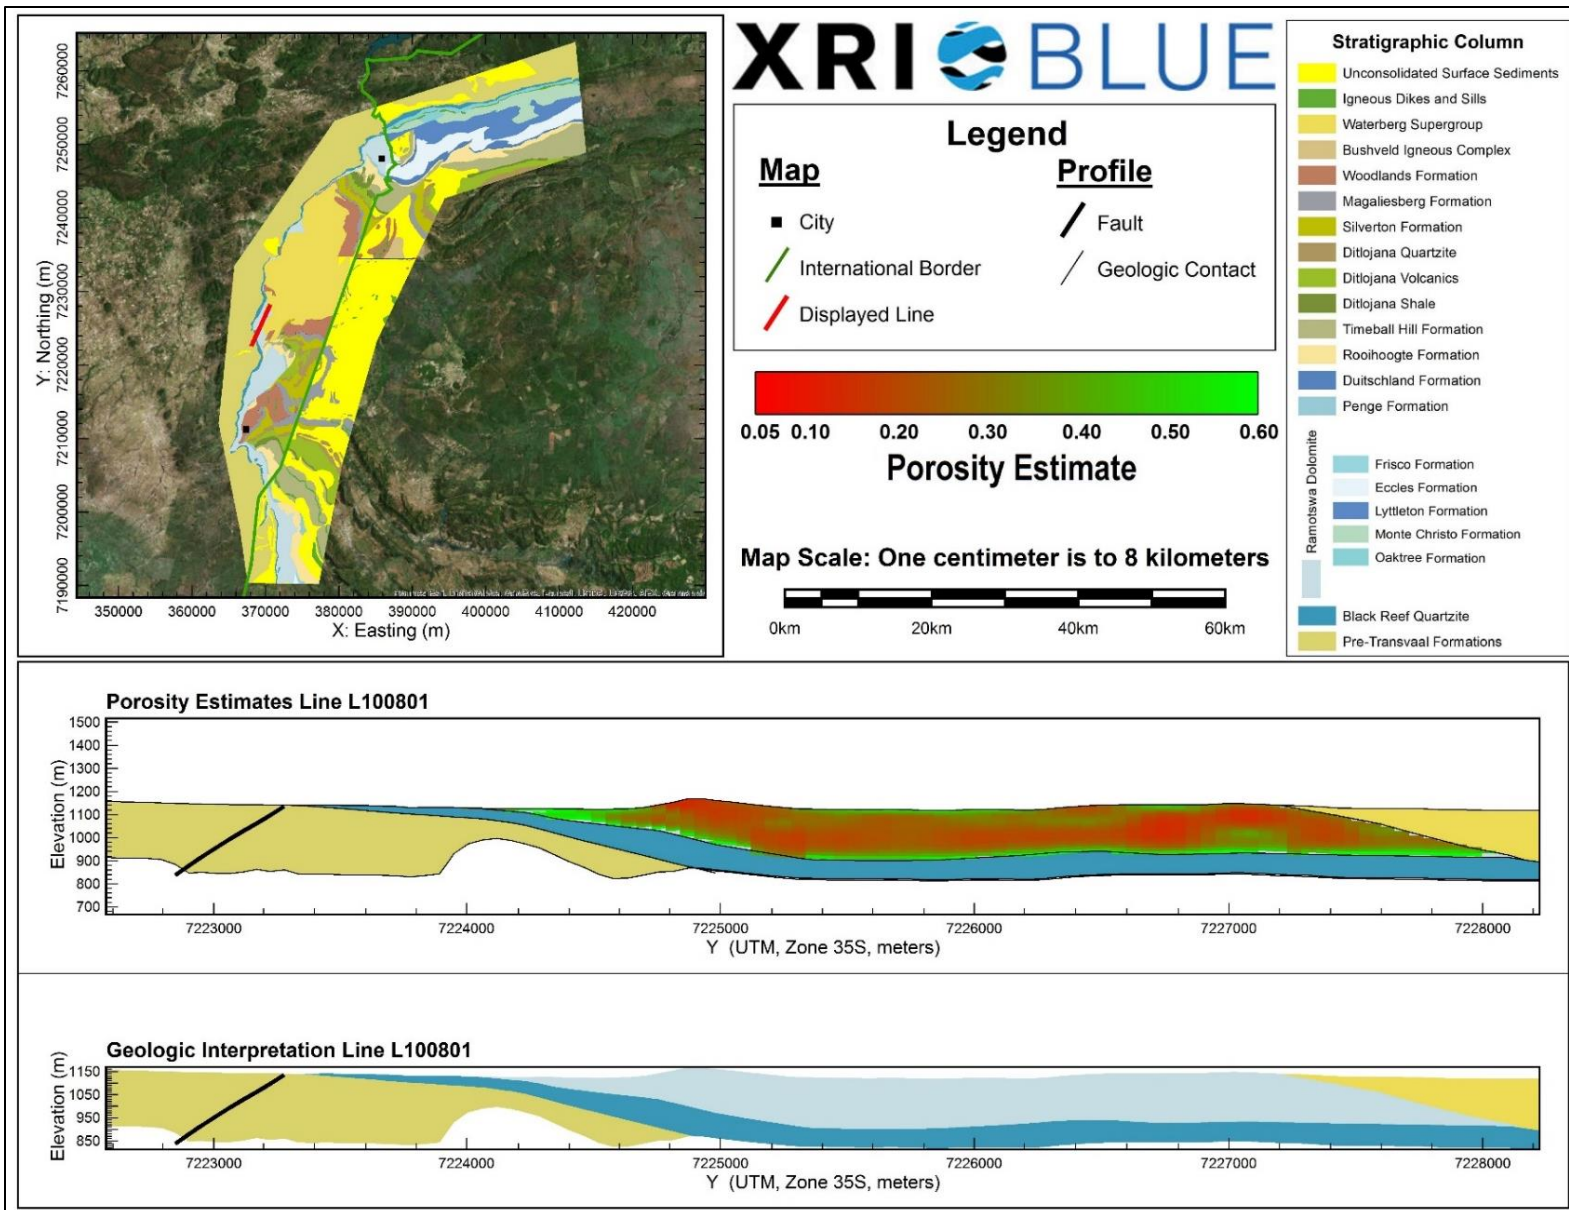 7190000 7200000 7210000 7220000 7230000 7240000 7250000 7260000
Y: Northing (m)
350000 360000 370000 380000 390000 400000 410000 420000
X: Easting (m)
XRI BLUE
Legend
Map
City
International Border
Displayed Line
Profile
Fault
Geologic Contact
0.05 0.10 0.20 0.30 0.40 0.50 0.60
Porosity Estimate
Map Scale: One centimeter is to 8 kilometers
0km 20km 40km 60km
Stratigraphic Column
Unconsolidated Surface Sediments
Igneous Dikes and Sills
Waterberg Supergroup
Bushveld Igneous Complex
Woodlands Formation
Magaliesberg Formation
Silverton Formation
Ditlojana Quartzite
Ditlojana Volcanics
Ditlojana Shale
Timeball Hill Formation
Rooihoogte Formation
Duitschland Formation
Penge Formation
Ramotswa Dolomite
Frisco Formation
Eccles Formation
Lyttleton Formation
Monte Christo Formation
Oaktree Formation
Black Reef Quartzite
Pre-Transvaal Formations
Porosity Estimates Line L100801
Elevation (m)
1500
1400
1300
1200
1100
1000
900
800
700
7223000 7224000 7225000 7226000 7227000 7228000
Y (UTM, Zone 35S, meters)
Geologic Interpretation Line L100801
Elevation (m)
1150
1050
950
850
7223000 7224000 7225000 7226000 7227000 7228000
Y (UTM, Zone 35S, meters)